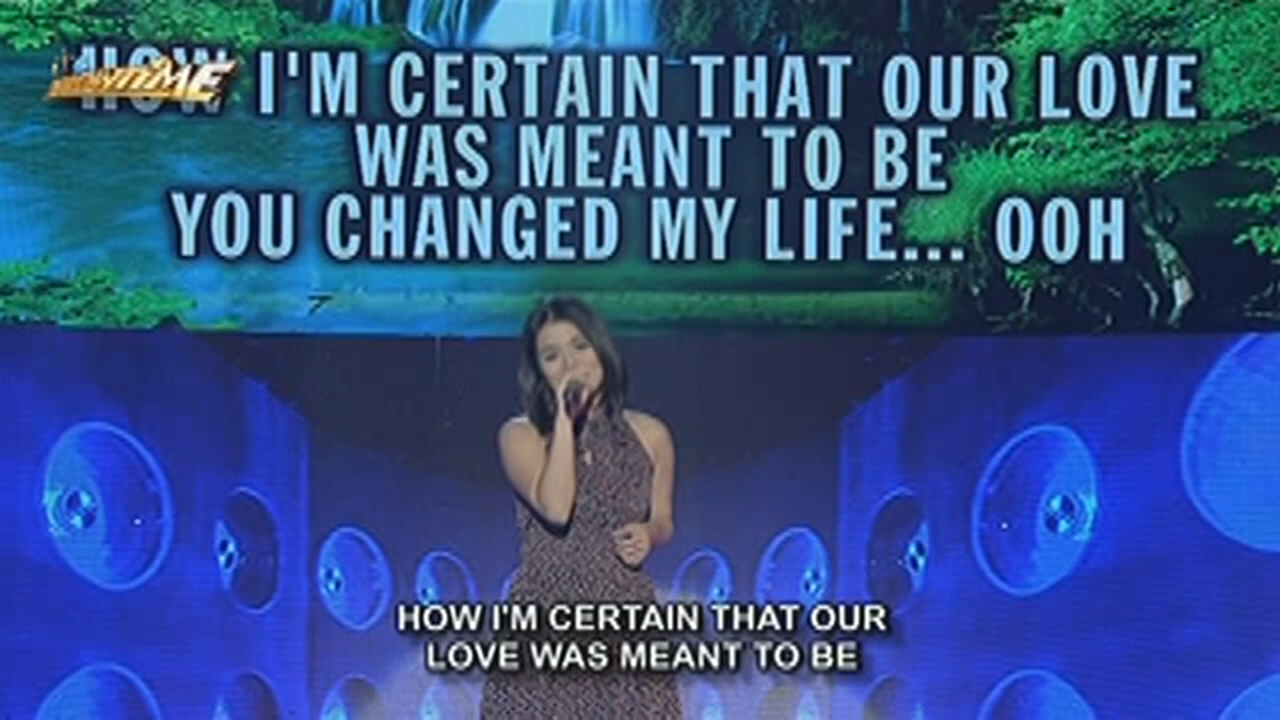 HOW I'M CERTAIN THAT OUR LOVE
WAS MEANT TO BE
YOU CHANGED MY LIFE... OOH
HOW I'M CERTAIN THAT OUR
LOVE WAS MEANT TO BE